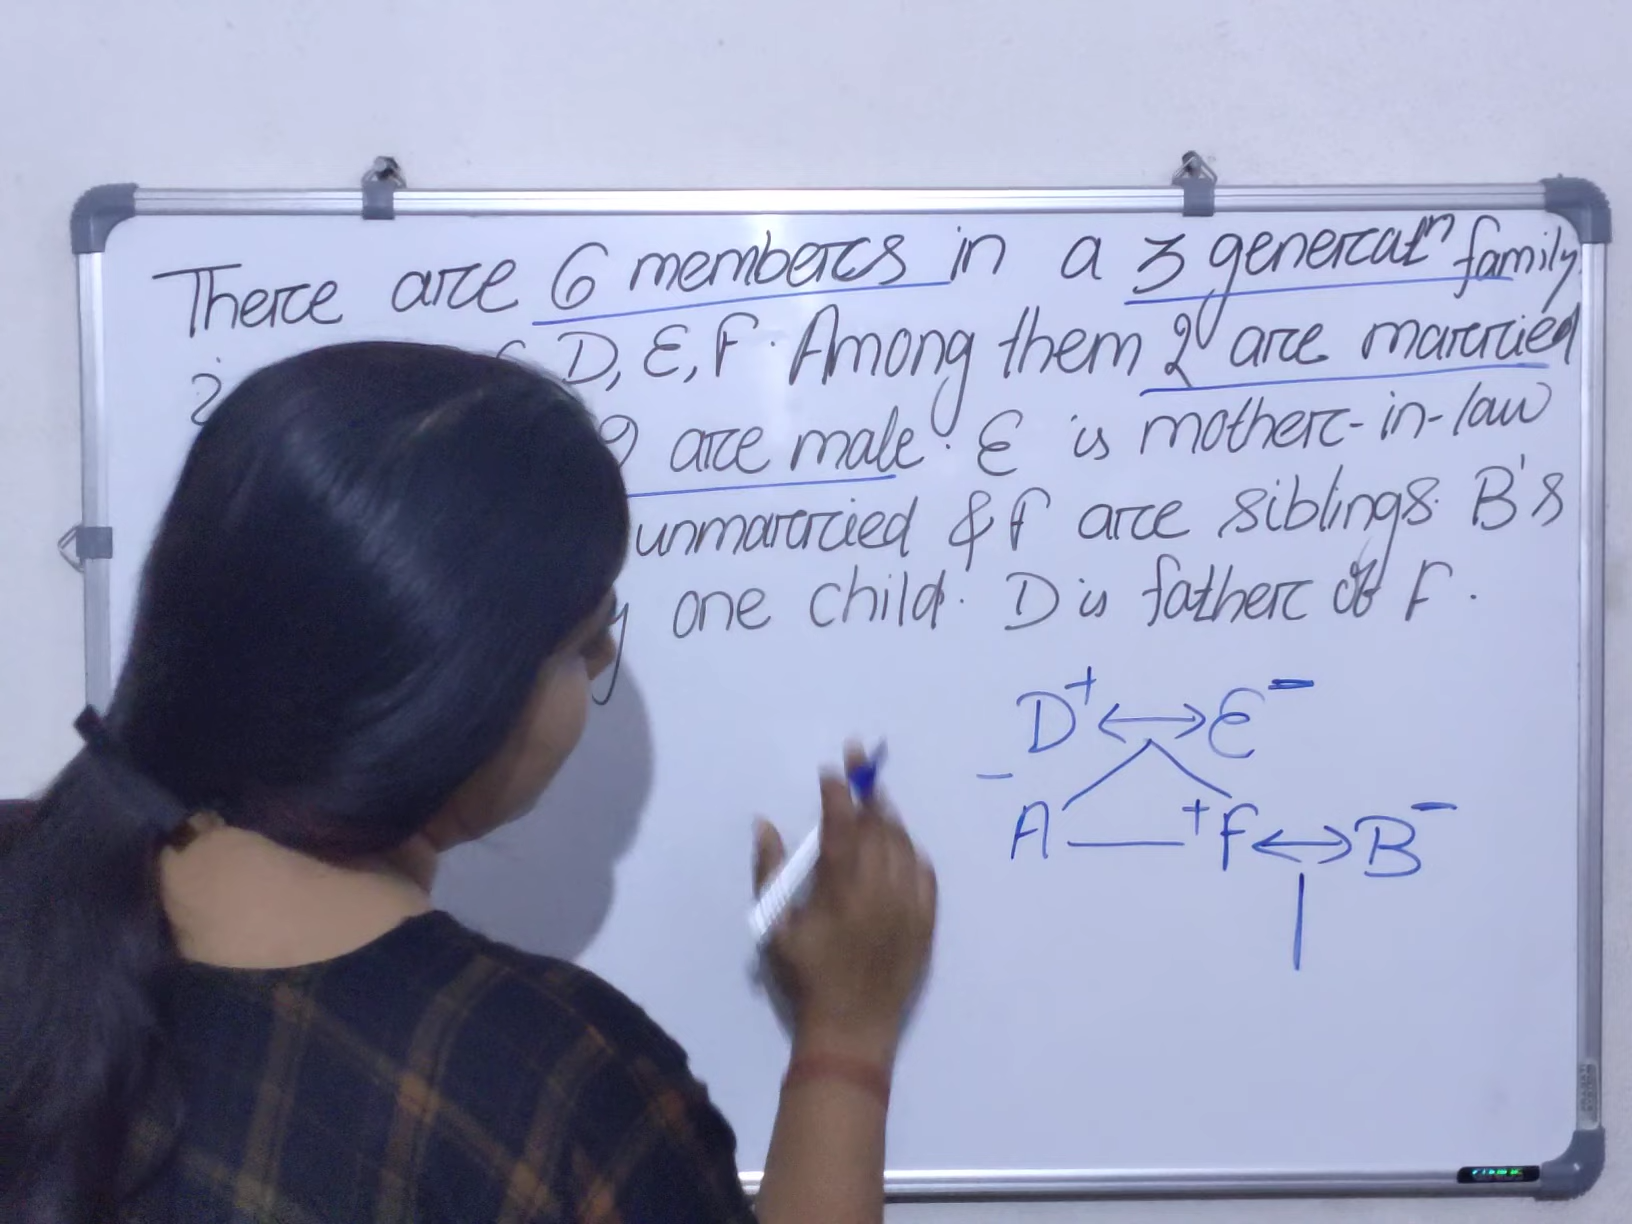 There are 6 members in a 3 generatn family
D, E, F. Among them 2 are married
are male. E is mother-in-law
unmarried & F are siblings. B's
one child. D is father of F.
D+ ↔ E-
-
A — +F ↔ B-